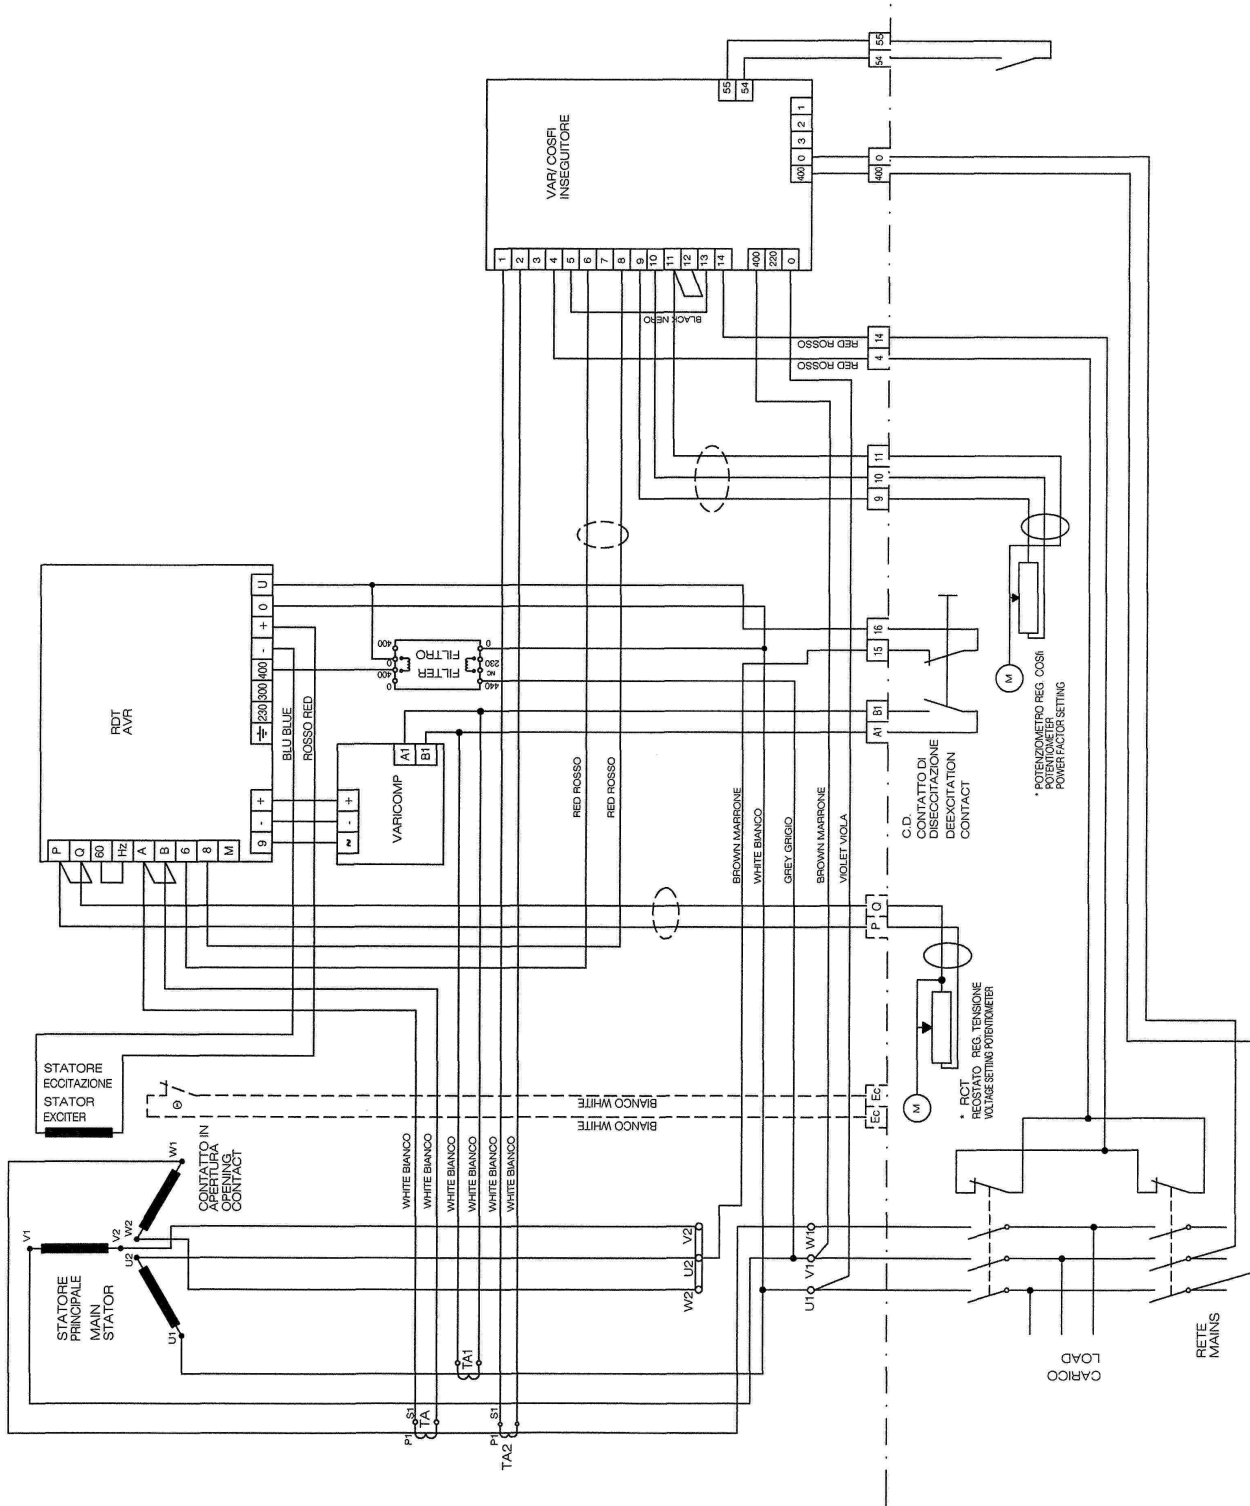 55
54
55
54
VAR/ COSFI
INSEGUITORE
400 0 3 2 1
400 0
1
2
3
4
5
6
7
8
9
10
11
12
13
14
400
220
0
BLACK NERO
RED ROSSO
RED ROSSO
14
4
11
10
9
RDT
AVR
U
0
+
-
400
300
230
+
-
9
P
Q
60
Hz
A
B
6
8
M
BLU BLUE
ROSSO RED
400
0
400
0
FILTRO
FILTER
0
230
NC
440
VARICOMP
A1
B1
+
-
~
RED ROSSO
RED ROSSO
BROWN MARRONE
WHITE BIANCO
GREY GRIGIO
BROWN MARRONE
VIOLET VIOLA
16
15
B1
A1
C.D.
CONTATTO DI
DISECCITAZIONE
DEEXCITATION
CONTACT
M
* POTENZIOMETRO REG. COSfi
POTENTIOMETER
POWER FACTOR SETTING
Q
P
M
* RCT
REOSTATO REG. TENSIONE
VOLTAGE SETTING POTENTIOMETER
Ec
Ec
BIANCO WHITE
BIANCO WHITE
STATORE
ECCITAZIONE
STATOR
EXCITER
CONTATTO IN
APERTURA
OPENING
CONTACT
WHITE BIANCO
WHITE BIANCO
WHITE BIANCO
WHITE BIANCO
WHITE BIANCO
WHITE BIANCO
STATORE
PRINCIPALE
MAIN
STATOR
V1
V2
W1
W2
U2
U1
V2
U2
W2
W1
V1
U1
TA1
S1
TA
P1
S1
P1
TA2
CARICO
LOAD
RETE
MAINS